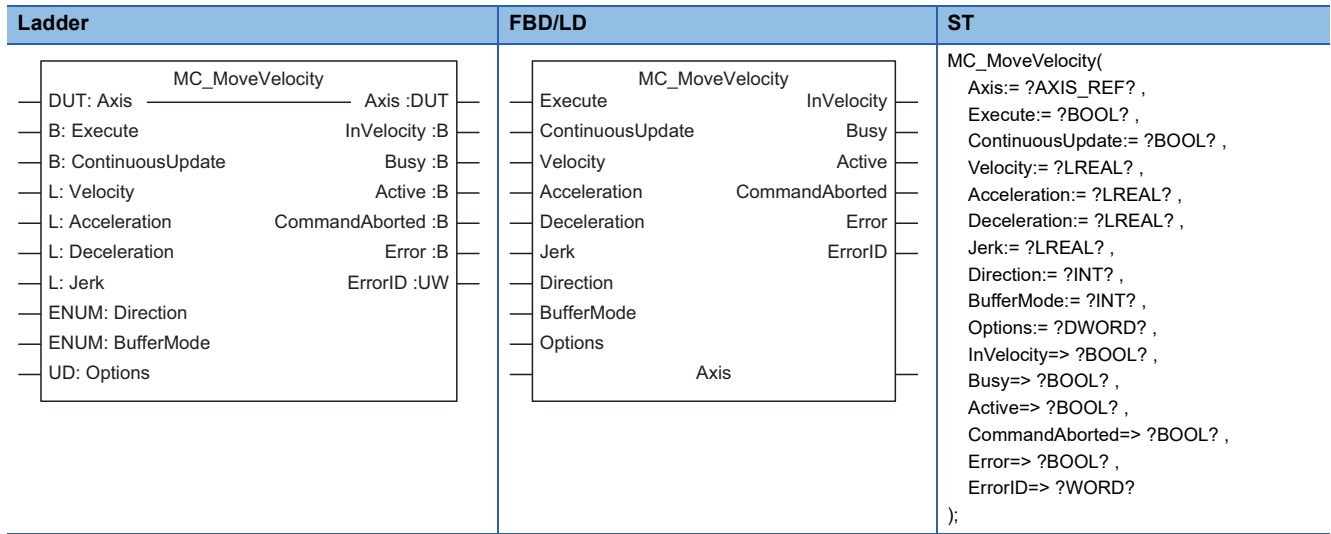 Ladder
FBD/LD
ST
MC_MoveVelocity
DUT: Axis Axis :DUT
B: Execute InVelocity :B
B: ContinuousUpdate Busy :B
L: Velocity Active :B
L: Acceleration CommandAborted :B
L: Deceleration Error :B
L: Jerk ErrorID :UW
ENUM: Direction
ENUM: BufferMode
UD: Options
MC_MoveVelocity
Execute InVelocity
ContinuousUpdate Busy
Velocity Active
Acceleration CommandAborted
Deceleration Error
Jerk ErrorID
Direction
BufferMode
Options
Axis
MC_MoveVelocity(
Axis:= ?AXIS_REF? ,
Execute:= ?BOOL? ,
ContinuousUpdate:= ?BOOL? ,
Velocity:= ?LREAL? ,
Acceleration:= ?LREAL? ,
Deceleration:= ?LREAL? ,
Jerk:= ?LREAL? ,
Direction:= ?INT? ,
BufferMode:= ?INT? ,
Options:= ?DWORD? ,
InVelocity=> ?BOOL? ,
Busy=> ?BOOL? ,
Active=> ?BOOL? ,
CommandAborted=> ?BOOL? ,
Error=> ?BOOL? ,
ErrorID=> ?WORD?
);